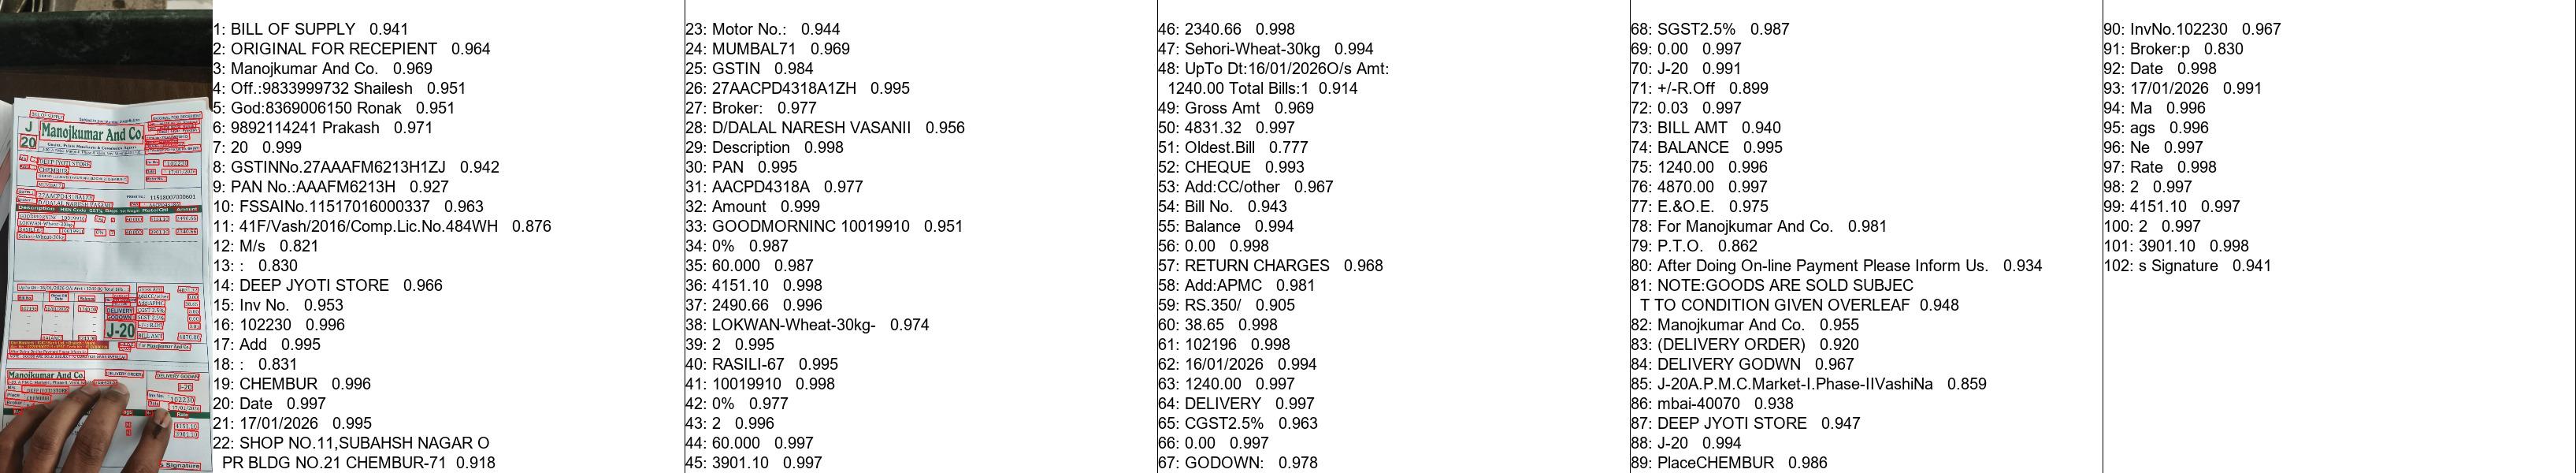 J
20
Manojkumar And Co.
J-20
1: BILL OF SUPPLY 0.941
2: ORIGINAL FOR RECEPIENT 0.964
3: Manojkumar And Co. 0.969
4: Off.:9833999732 Shailesh 0.951
5: God:8369006150 Ronak 0.951
6: 9892114241 Prakash 0.971
7: 20 0.999
8: GSTINNo.27AAAFM6213H1ZJ 0.942
9: PAN No.:AAAFM6213H 0.927
10: FSSAINo.11517016000337 0.963
11: 41F/Vash/2016/Comp.Lic.No.484WH 0.876
12: M/s 0.821
13: : 0.830
14: DEEP JYOTI STORE 0.966
15: Inv No. 0.953
16: 102230 0.996
17: Add 0.995
18: : 0.831
19: CHEMBUR 0.996
20: Date 0.997
21: 17/01/2026 0.995
22: SHOP NO.11,SUBAHSH NAGAR O
PR BLDG NO.21 CHEMBUR-71 0.918
23: Motor No.: 0.944
24: MUMBAL71 0.969
25: GSTIN 0.984
26: 27AACPD4318A1ZH 0.995
27: Broker: 0.977
28: D/DALAL NARESH VASANII 0.956
29: Description 0.998
30: PAN 0.995
31: AACPD4318A 0.977
32: Amount 0.999
33: GOODMORNINC 10019910 0.951
34: 0% 0.987
35: 60.000 0.987
36: 4151.10 0.998
37: 2490.66 0.996
38: LOKWAN-Wheat-30kg- 0.974
39: 2 0.995
40: RASILI-67 0.995
41: 10019910 0.998
42: 0% 0.977
43: 2 0.996
44: 60.000 0.997
45: 3901.10 0.997
46: 2340.66 0.998
47: Sehori-Wheat-30kg 0.994
48: UpTo Dt:16/01/2026O/s Amt:
1240.00 Total Bills:1 0.914
49: Gross Amt 0.969
50: 4831.32 0.997
51: Oldest.Bill 0.777
52: CHEQUE 0.993
53: Add:CC/other 0.967
54: Bill No. 0.943
55: Balance 0.994
56: 0.00 0.998
57: RETURN CHARGES 0.968
58: Add:APMC 0.981
59: RS.350/ 0.905
60: 38.65 0.998
61: 102196 0.998
62: 16/01/2026 0.994
63: 1240.00 0.997
64: DELIVERY 0.997
65: CGST2.5% 0.963
66: 0.00 0.997
67: GODOWN: 0.978
68: SGST2.5% 0.987
69: 0.00 0.997
70: J-20 0.991
71: +/-R.Off 0.899
72: 0.03 0.997
73: BILL AMT 0.940
74: BALANCE 0.995
75: 1240.00 0.996
76: 4870.00 0.997
77: E.&O.E. 0.975
78: For Manojkumar And Co. 0.981
79: P.T.O. 0.862
80: After Doing On-line Payment Please Inform Us. 0.934
81: NOTE:GOODS ARE SOLD SUBJEC
T TO CONDITION GIVEN OVERLEAF 0.948
82: Manojkumar And Co. 0.955
83: (DELIVERY ORDER) 0.920
84: DELIVERY GODWN 0.967
85: J-20A.P.M.C.Market-I.Phase-IIVashiNa 0.859
86: mbai-40070 0.938
87: DEEP JYOTI STORE 0.947
88: J-20 0.994
89: PlaceCHEMBUR 0.986
90: InvNo.102230 0.967
91: Broker:p 0.830
92: Date 0.998
93: 17/01/2026 0.991
94: Ma 0.996
95: ags 0.996
96: Ne 0.996
97: Rate 0.998
98: 2 0.997
99: 4151.10 0.997
100: 2 0.997
101: 3901.10 0.998
102: s Signature 0.941